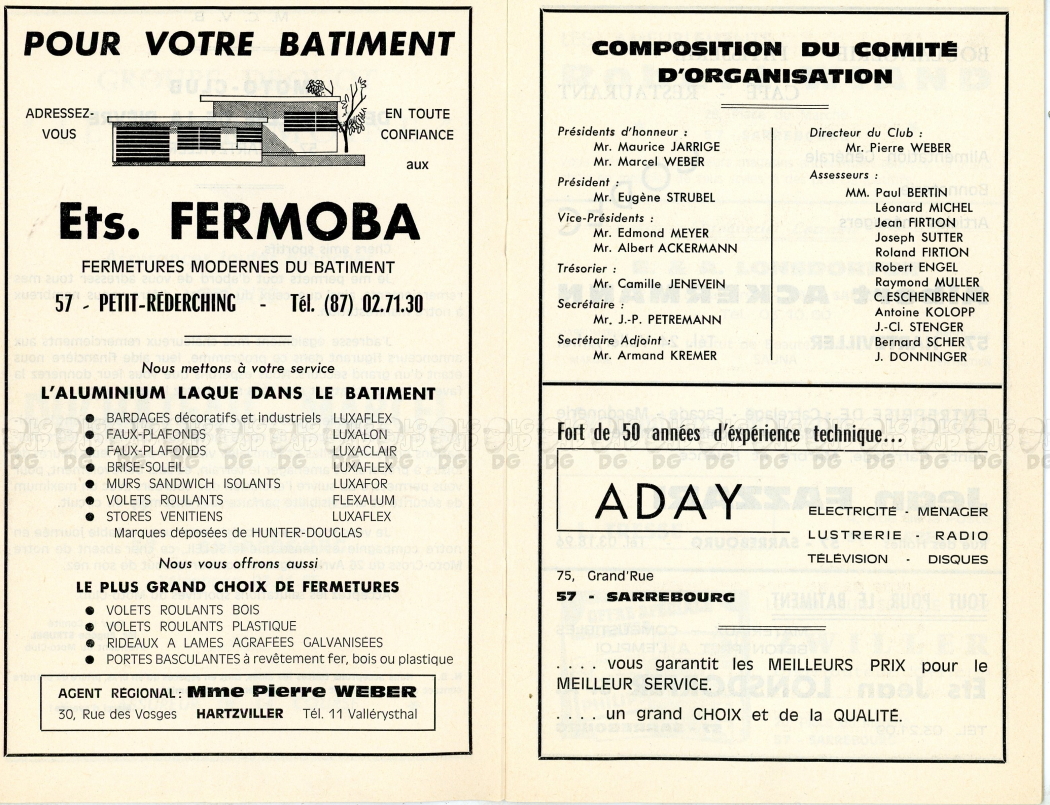 POUR VOTRE BATIMENT
ADRESSEZ-
VOUS
EN TOUTE
CONFIANCE
aux
Ets. FERMOBA
FERMETURES MODERNES DU BATIMENT
57 - PETIT-RÉDERCHING - Tél. (87) 02.71.30
Nous mettons à votre service
L'ALUMINIUM LAQUE DANS LE BATIMENT
● BARDAGES décoratifs et industriels LUXAFLEX
● FAUX-PLAFONDS LUXALON
● FAUX-PLAFONDS LUXACLAIR
● BRISE-SOLEIL LUXAFLEX
● MURS SANDWICH ISOLANTS LUXAFOR
● VOLETS ROULANTS FLEXALUM
● STORES VENITIENS LUXAFLEX
Marques déposées de HUNTER-DOUGLAS
Nous vous offrons aussi
LE PLUS GRAND CHOIX DE FERMETURES
● VOLETS ROULANTS BOIS
● VOLETS ROULANTS PLASTIQUE
● RIDEAUX A LAMES AGRAFÉES GALVANISÉES
● PORTES BASCULANTES à revêtement fer, bois ou plastique
AGENT RÉGIONAL : Mme Pierre WEBER
30, Rue des Vosges HARTZVILLER Tél. 11 Vallérysthal
COMPOSITION DU COMITÉ
D'ORGANISATION
Présidents d'honneur :
Mr. Maurice JARRIGE
Mr. Marcel WEBER
Président :
Mr. Eugène STRUBEL
Vice-Présidents :
Mr. Edmond MEYER
Mr. Albert ACKERMANN
Trésorier :
Mr. Camille JENEVEIN
Secrétaire :
Mr. J.-P. PETREMANN
Secrétaire Adjoint :
Mr. Armand KREMER
Directeur du Club :
Mr. Pierre WEBER
Assesseurs :
MM. Paul BERTIN
Léonard MICHEL
Jean FIRTION
Joseph SUTTER
Roland FIRTION
Robert ENGEL
Raymond MULLER
C.ESCHENBRENNER
Antoine KOLOPP
J.-Cl. STENGER
Bernard SCHER
J. DONNINGER
Fort de 50 années d'éxpérience technique...
ADAY
ELECTRICITÉ - MÉNAGER
LUSTRERIE - RADIO
TÉLÉVISION - DISQUES
75, Grand'Rue
57 - SARREBOURG
. . . . vous garantit les MEILLEURS PRIX pour le
MEILLEUR SERVICE.
. . . . un grand CHOIX et de la QUALITÉ.